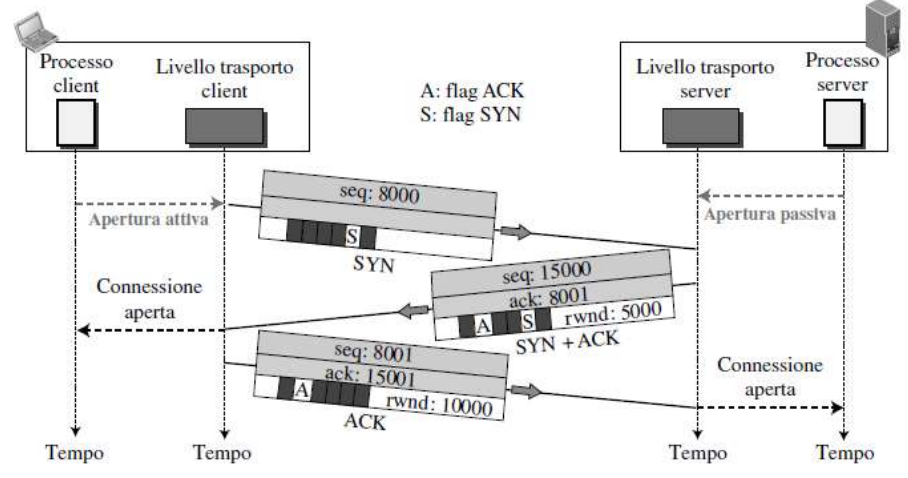 Processo
client
Livello trasporto
client
A: flag ACK
S: flag SYN
Livello trasporto
server
Processo
server
Apertura attiva
Apertura passiva
seq: 8000
S
SYN
seq: 15000
ack: 8001
A S rwnd: 5000
SYN + ACK
Connessione
aperta
seq: 8001
ack: 15001
A rwnd: 10000
ACK
Connessione
aperta
Tempo
Tempo
Tempo
Tempo